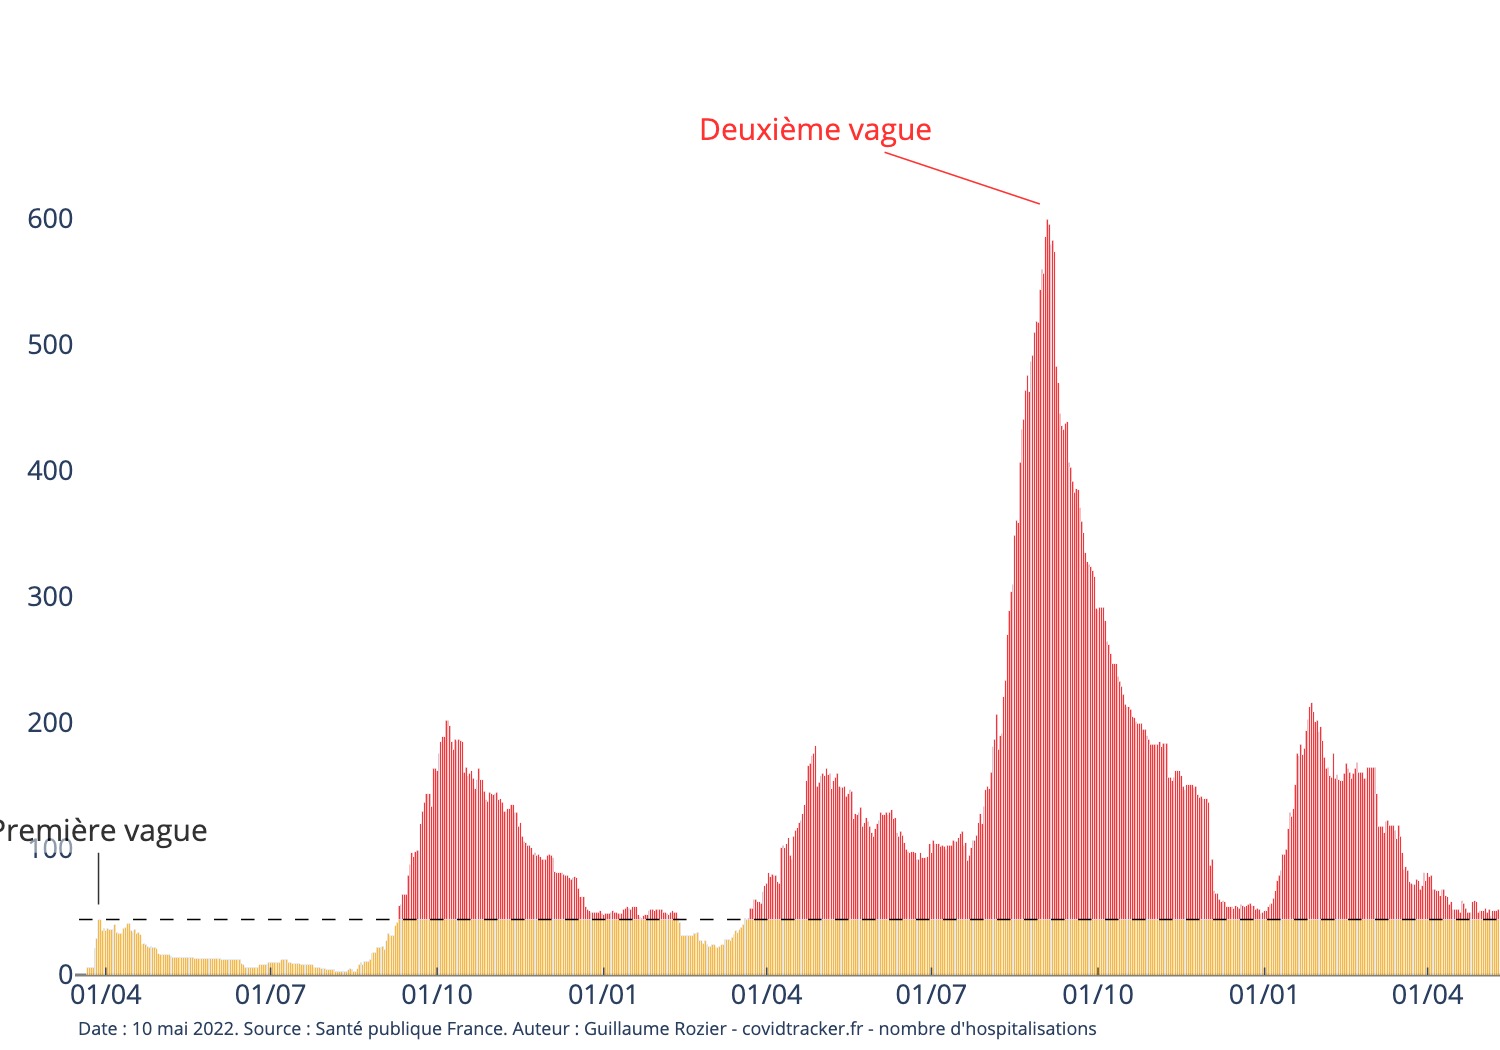 Deuxième vague
600
500
400
300
200
Première vague
100
0
01/04 01/07 01/10 01/01 01/04 01/07 01/10 01/01 01/04
Date : 10 mai 2022. Source : Santé publique France. Auteur : Guillaume Rozier - covidtracker.fr - nombre d'hospitalisations